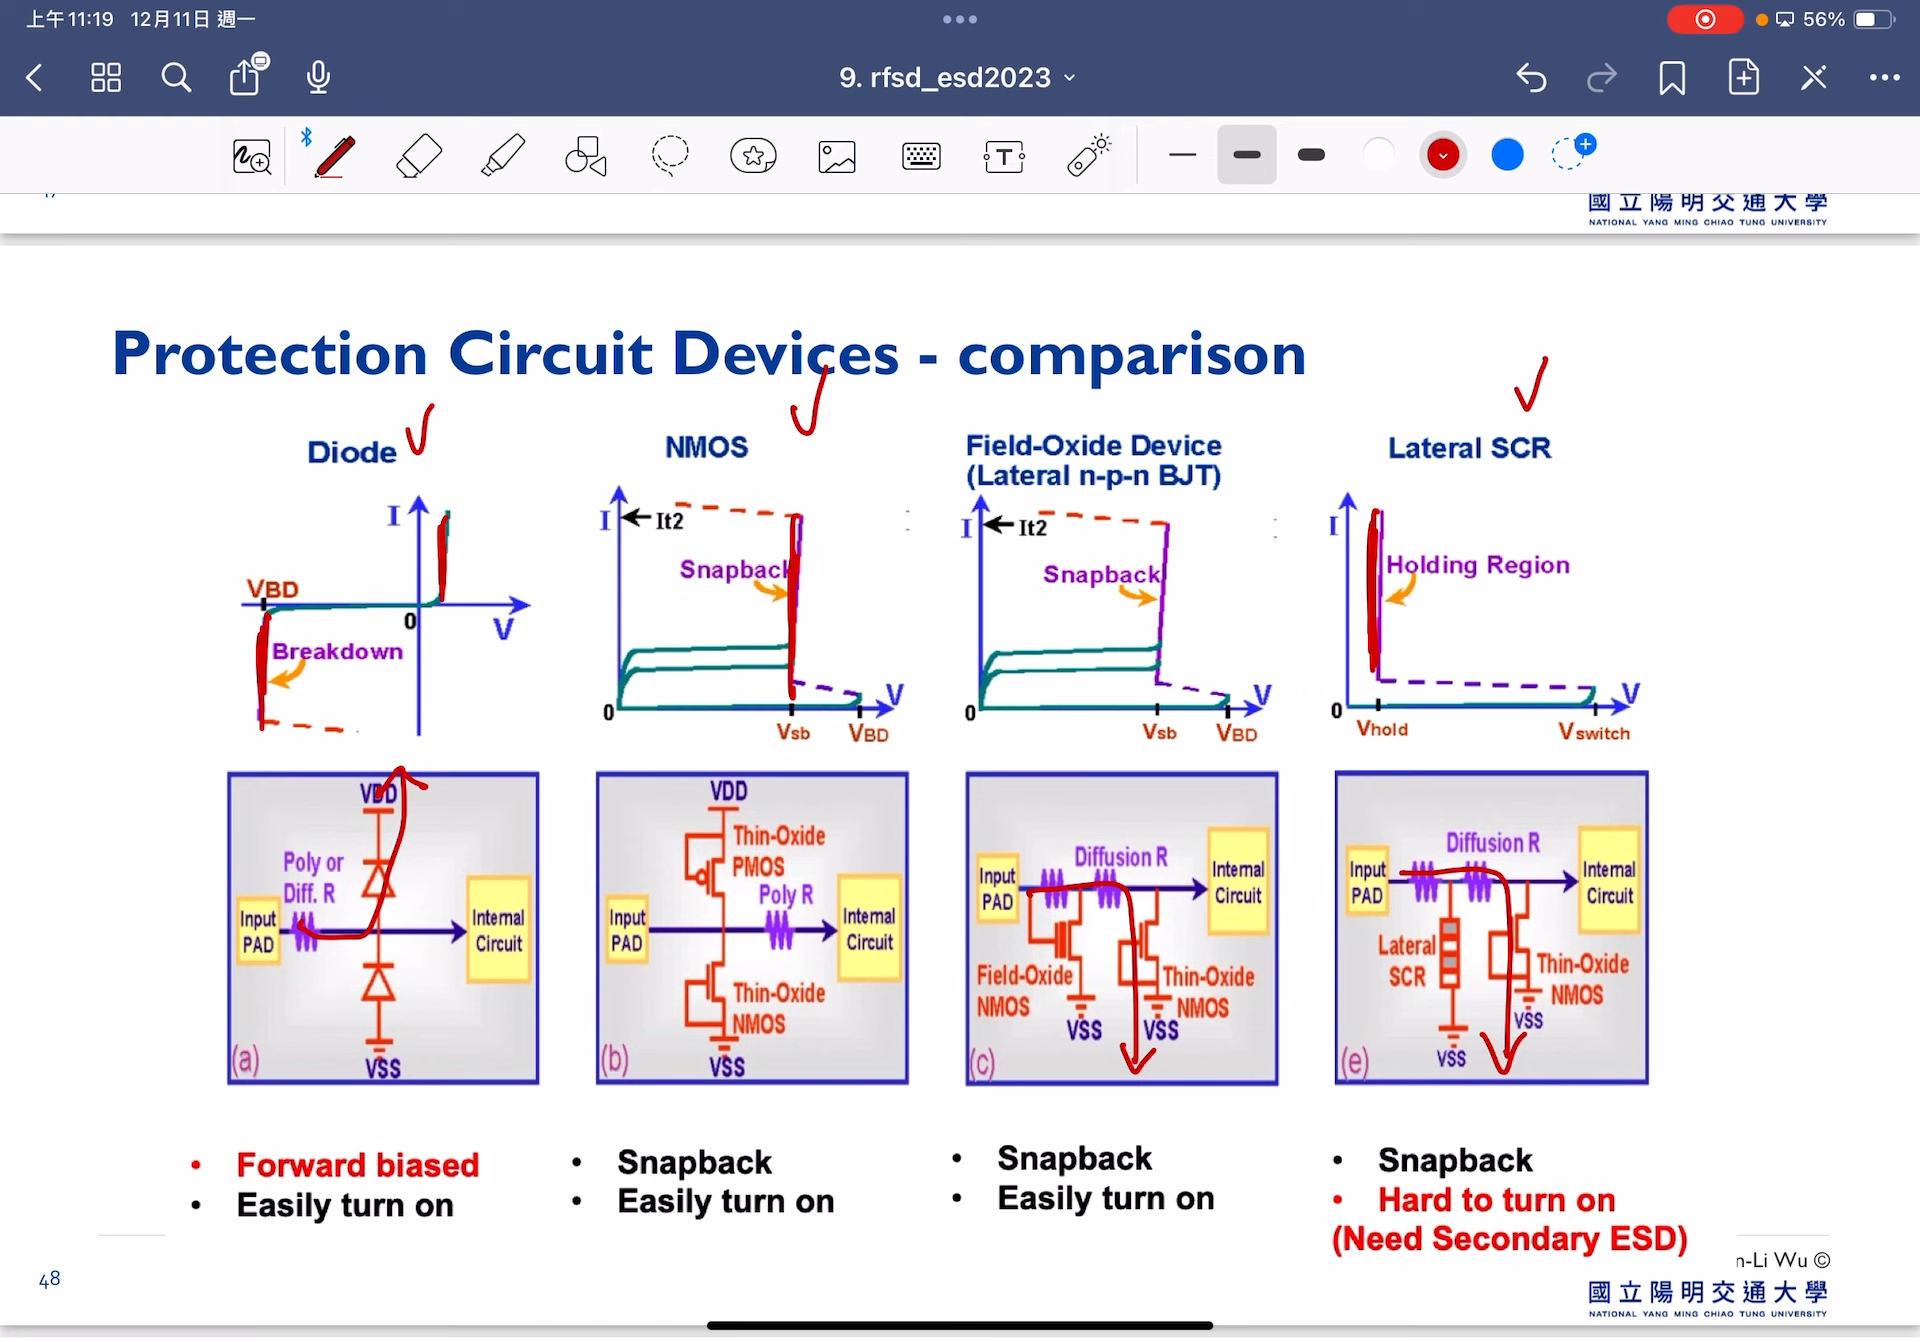 上午11:19 12月11日 週一
56%
9. rfsd_esd2023
國立陽明交通大學
NATIONAL YANG MING CHIAO TUNG UNIVERSITY
Protection Circuit Devices - comparison
Diode
I
VBD
0
V
Breakdown
NMOS
I
It2
Snapback
0
V
Vsb
VBD
Field-Oxide Device
(Lateral n-p-n BJT)
I
It2
Snapback
0
V
Vsb
VBD
Lateral SCR
I
Holding Region
0
V
Vhold
Vswitch
VDD
Poly or
Diff. R
Input
PAD
Internal
Circuit
VSS
(a)
VDD
Thin-Oxide
PMOS
Poly R
Input
PAD
Internal
Circuit
Thin-Oxide
NMOS
VSS
(b)
Diffusion R
Input
PAD
Internal
Circuit
Field-Oxide
NMOS
Thin-Oxide
NMOS
VSS
VSS
(c)
Diffusion R
Input
PAD
Internal
Circuit
Lateral
SCR
Thin-Oxide
NMOS
VSS
VSS
(e)
• Forward biased
• Easily turn on
• Snapback
• Easily turn on
• Snapback
• Easily turn on
• Snapback
• Hard to turn on
(Need Secondary ESD)
n-Li Wu ©
48
國立陽明交通大學
NATIONAL YANG MING CHIAO TUNG UNIVERSITY